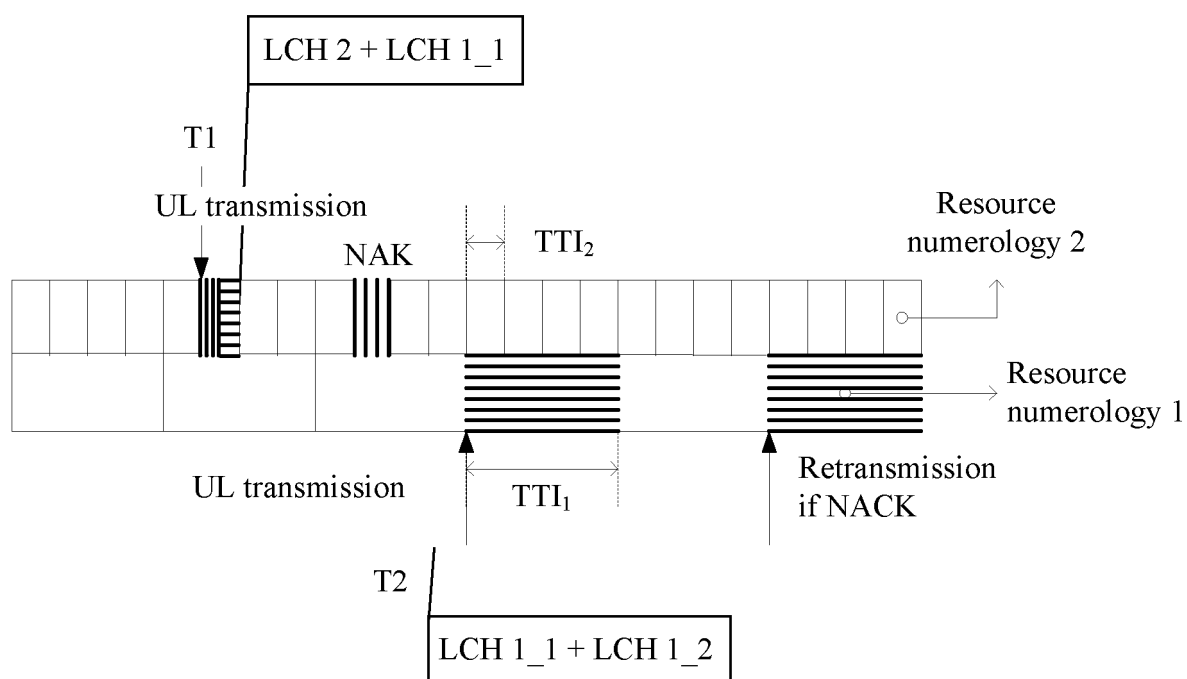 LCH 2 + LCH 1_1
T1
UL transmission
NAK
TTI₂
Resource
numerology 2
Resource
numerology 1
UL transmission
TTI₁
Retransmission
if NACK
T2
LCH 1_1 + LCH 1_2